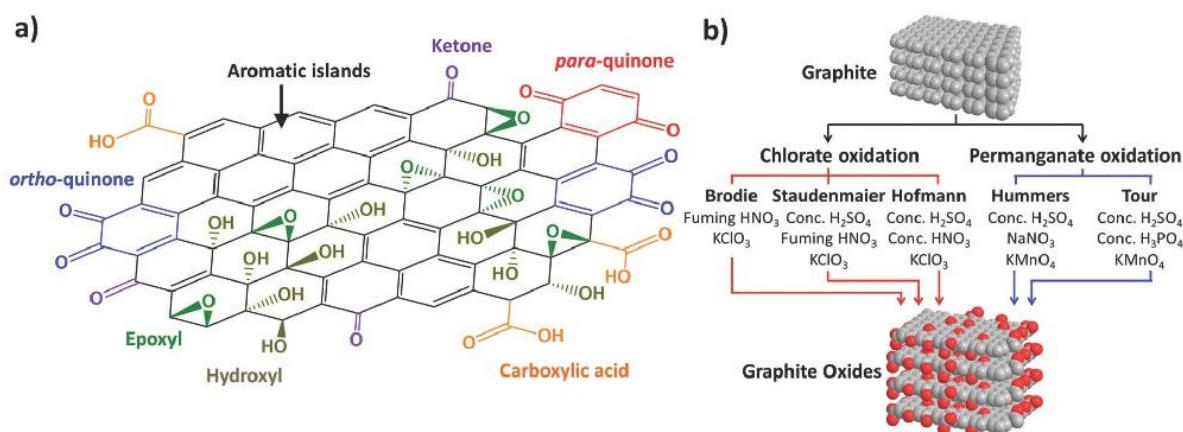 a)
Aromatic islands
Ketone
para-quinone
O
O
O
O
HO
O
O
OH
O
O
ortho-quinone
O
O
O
O
O
O
OH
OH
O
OH
HO
O
O
OH
OH
OH
O
OH
HO
O
OH
OH
O
HO
O
O
OH
Epoxyl
Hydroxyl
Carboxylic acid
b)
Graphite
Chlorate oxidation
Permanganate oxidation
Brodie
Fuming HNO₃
KClO₃
Staudenmaier
Conc. H₂SO₄
Fuming HNO₃
KClO₃
Hofmann
Conc. H₂SO₄
Conc. HNO₃
KClO₃
Hummers
Conc. H₂SO₄
NaNO₃
KMnO₄
Tour
Conc. H₂SO₄
Conc. H₃PO₄
KMnO₄
Graphite Oxides